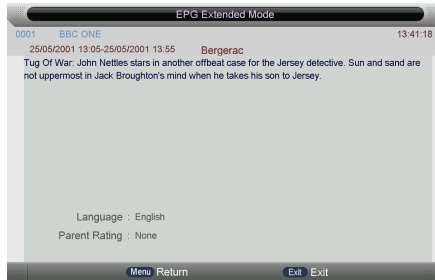 EPG Extended Mode
0001 BBC ONE 13:41:18
25/05/2001 13:05-25/05/2001 13:55 Bergerac
Tug Of War: John Nettles stars in another offbeat case for the Jersey detective. Sun and sand are
not uppermost in Jack Broughton's mind when he takes his son to Jersey.
Language : English
Parent Rating : None
Menu Return Exit Exit